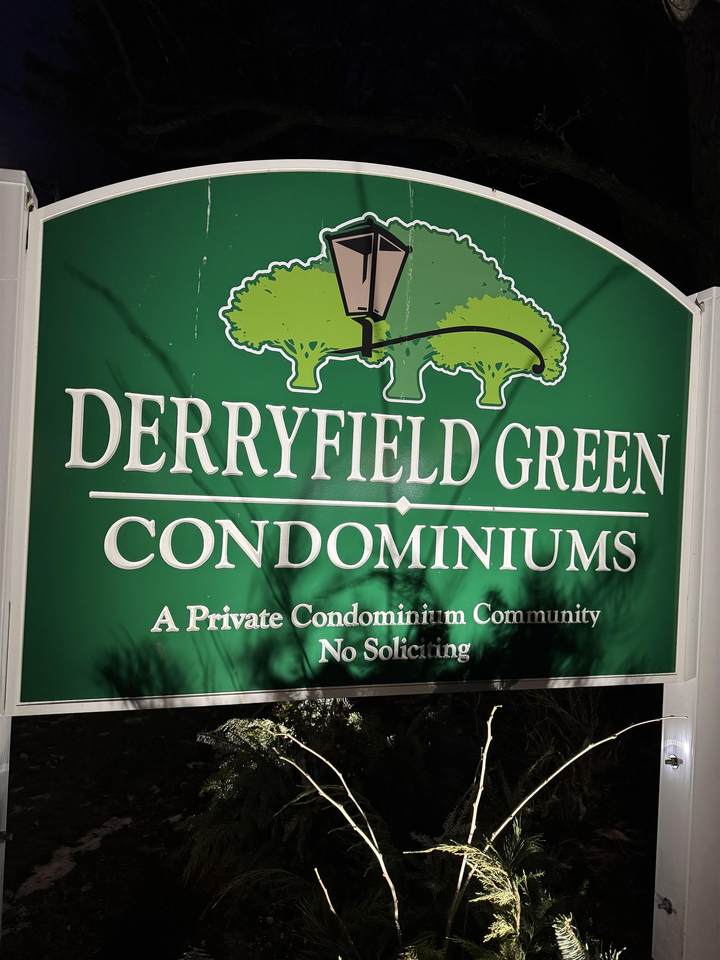 DERRYFIELD GREEN
CONDOMINIUMS
A Private Condominium Community
No Soliciting